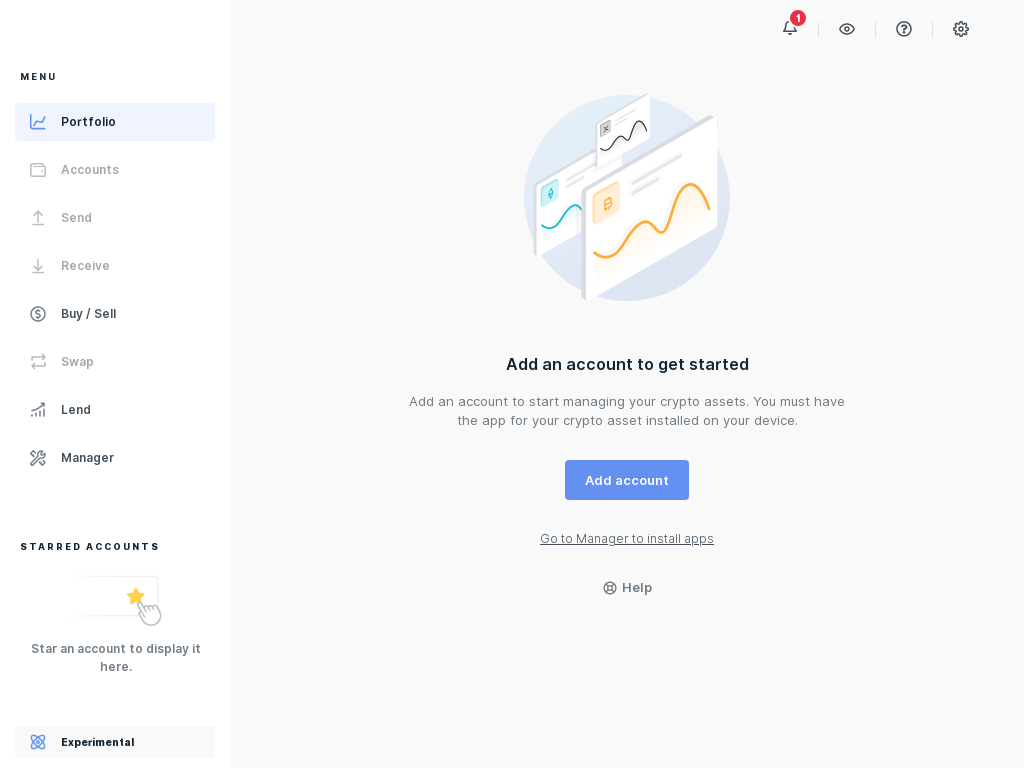 1
MENU
Portfolio
Accounts
Send
Receive
Buy / Sell
Swap
Lend
Manager
STARRED ACCOUNTS
Star an account to display it
here.
Experimental
Add an account to get started
Add an account to start managing your crypto assets. You must have
the app for your crypto asset installed on your device.
Add account
Go to Manager to install apps
Help